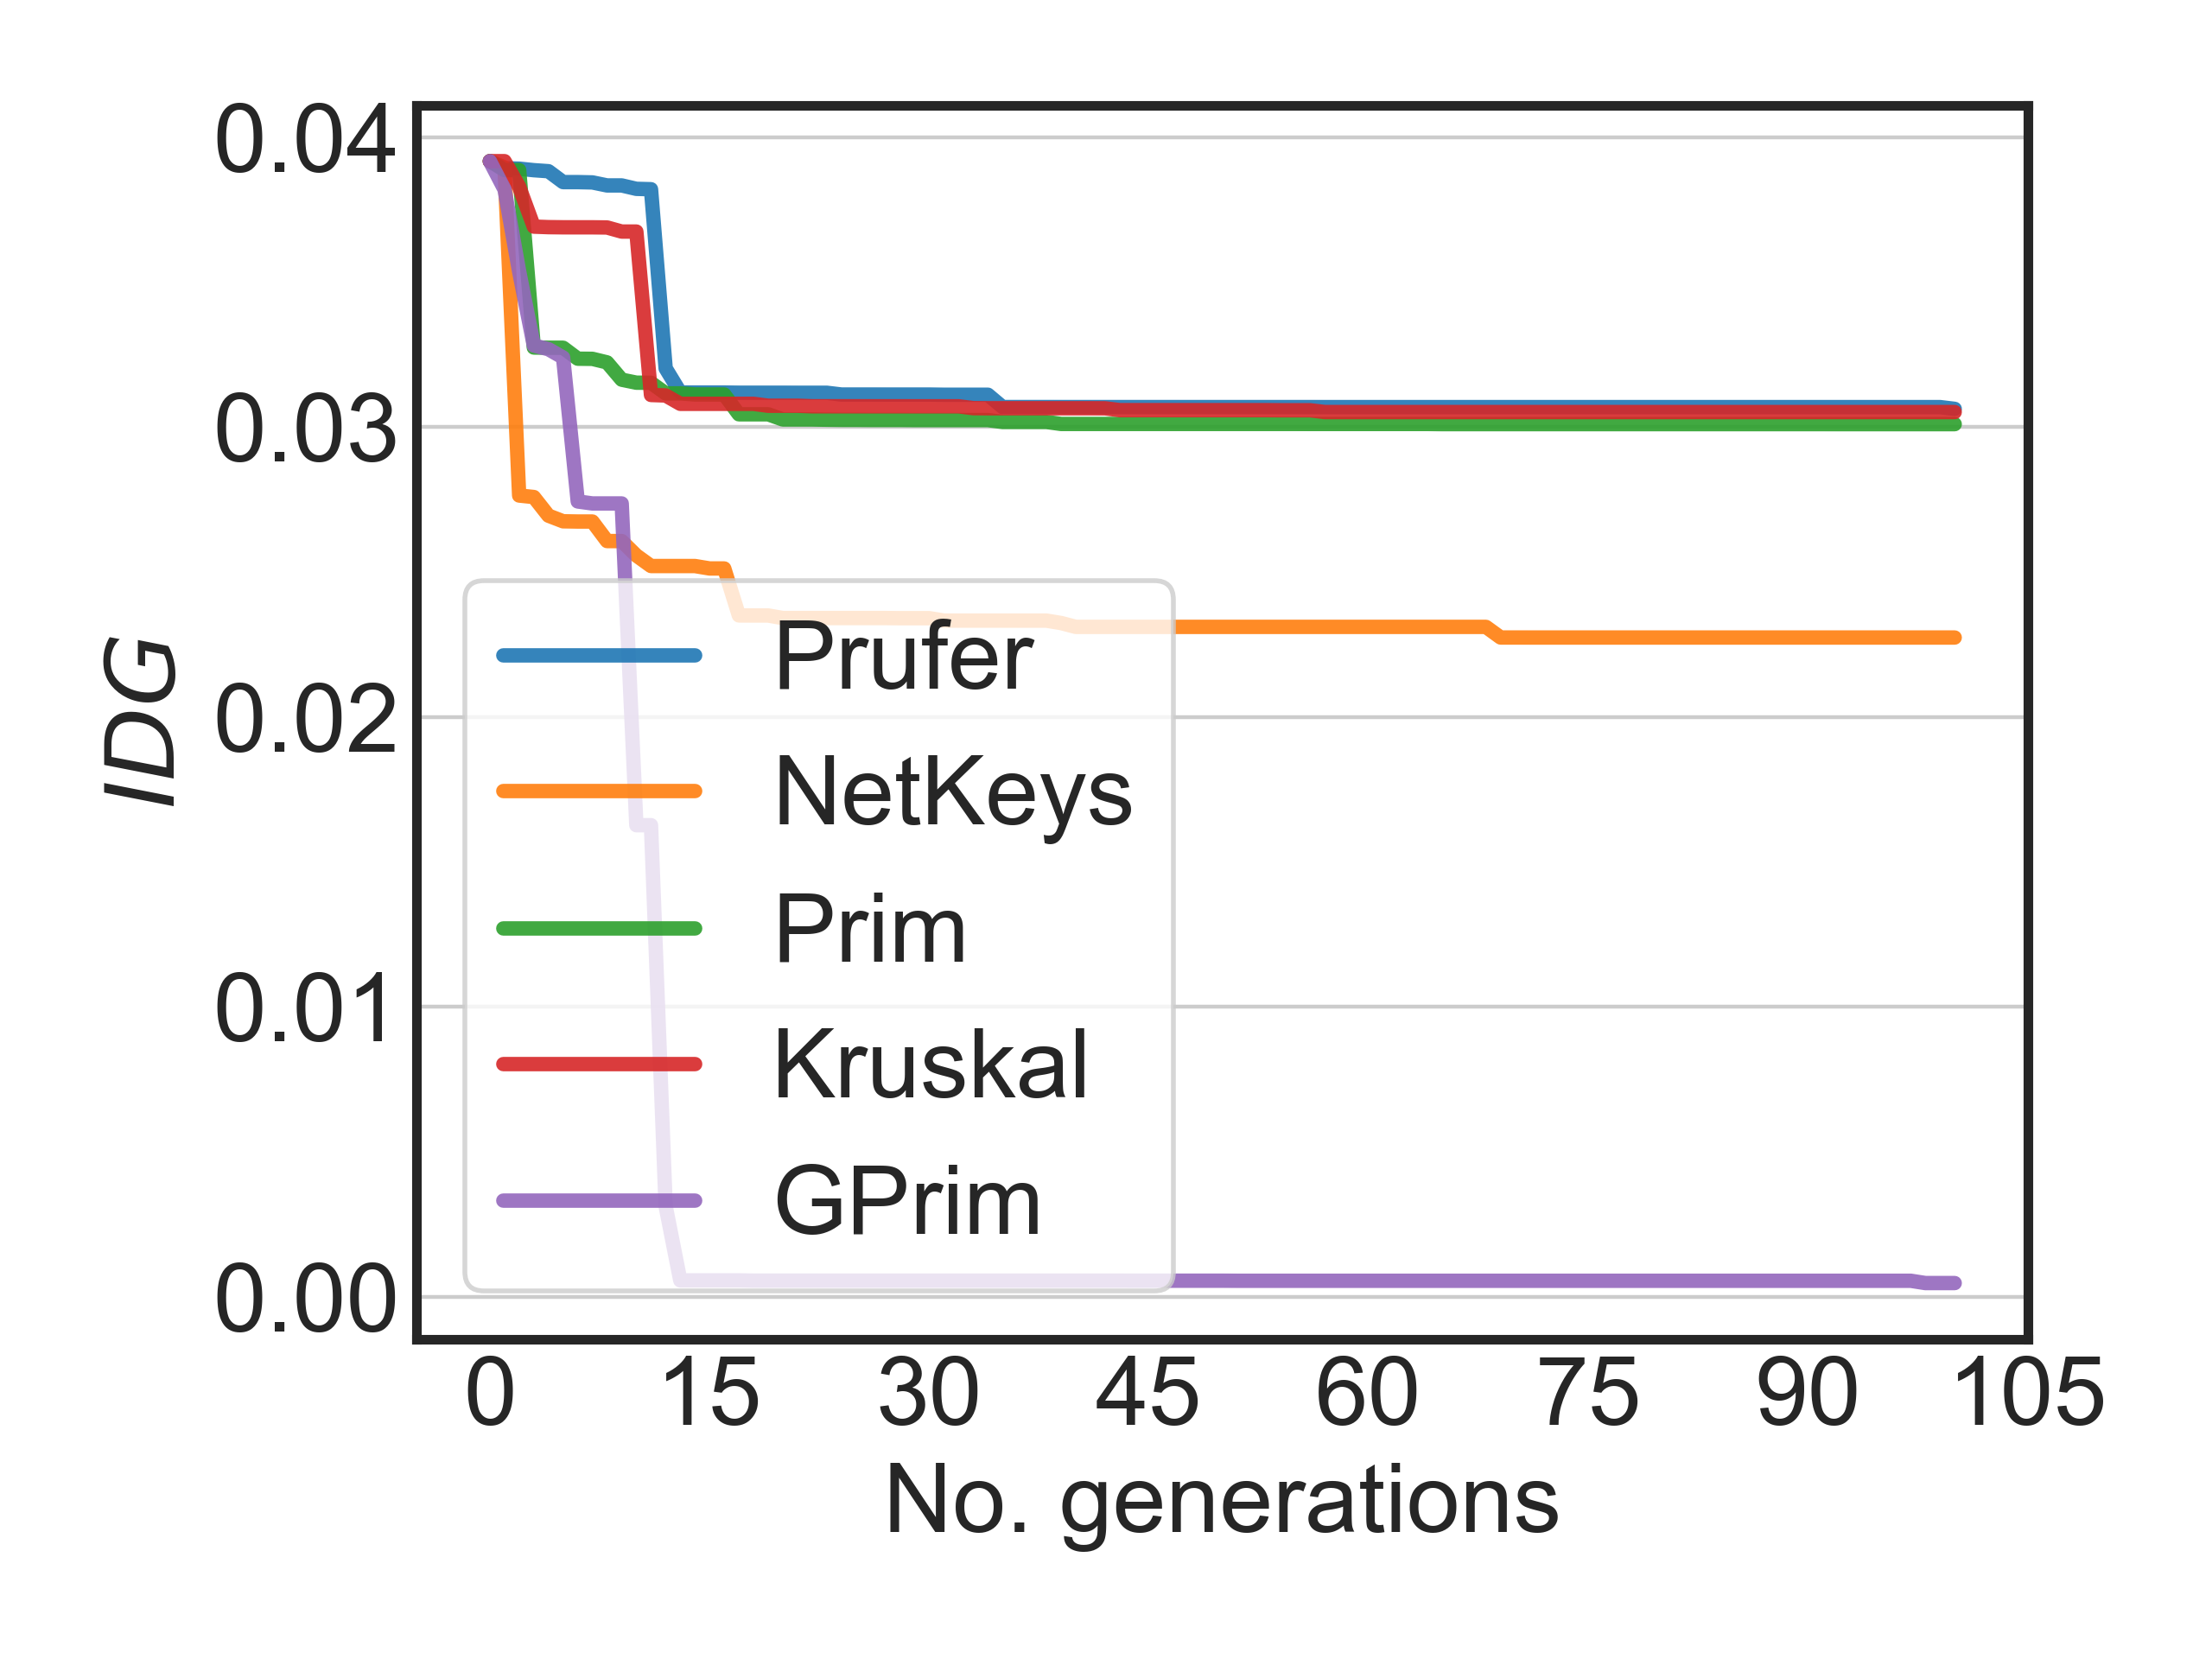 0.04
0.03
0.02
0.01
0.00
IDG
Prufer
NetKeys
Prim
Kruskal
GPrim
0 15 30 45 60 75 90 105
No. generations